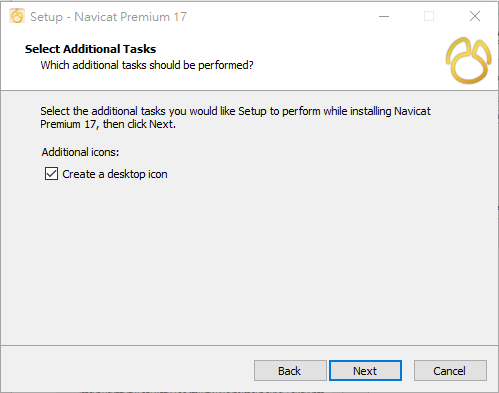 Setup - Navicat Premium 17
Select Additional Tasks
Which additional tasks should be performed?
Select the additional tasks you would like Setup to perform while installing Navicat
Premium 17, then click Next.
Additional icons:
Create a desktop icon
Back
Next
Cancel